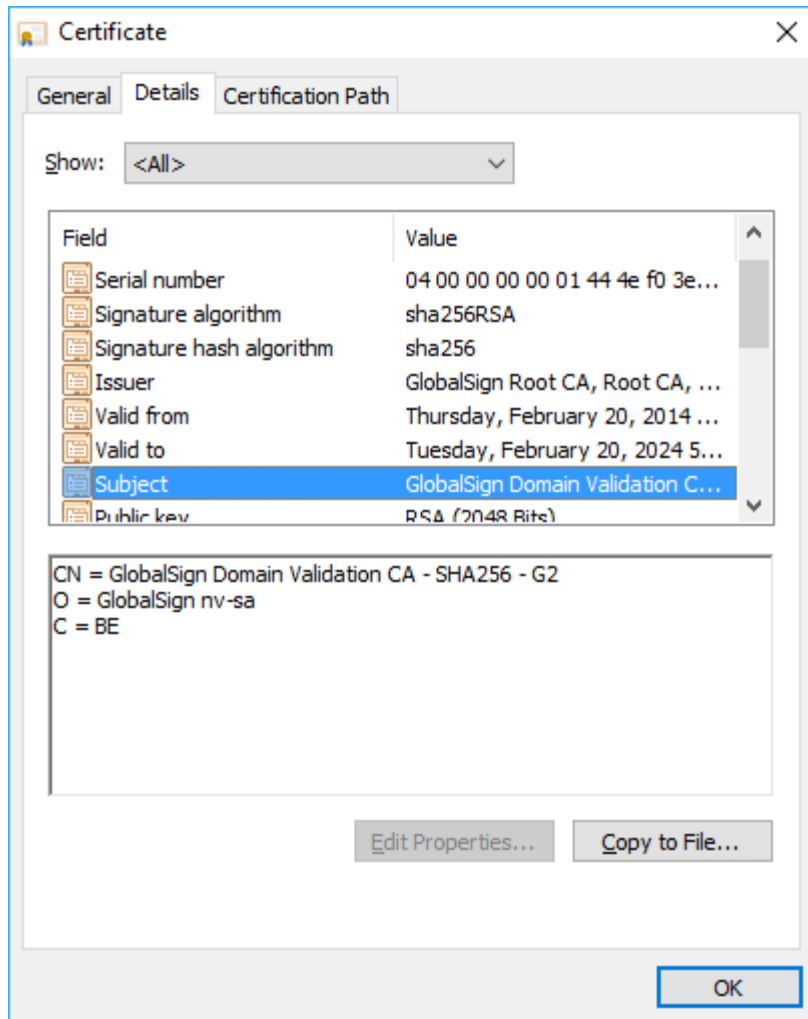 Certificate
General Details Certification Path
Show: <All>
Field Value
Serial number 04 00 00 00 00 01 44 4e f0 3e...
Signature algorithm sha256RSA
Signature hash algorithm sha256
Issuer GlobalSign Root CA, Root CA, ...
Valid from Thursday, February 20, 2014 ...
Valid to Tuesday, February 20, 2024 5...
Subject GlobalSign Domain Validation C...
Public key RSA (2048 Bits)
CN = GlobalSign Domain Validation CA - SHA256 - G2
O = GlobalSign nv-sa
C = BE
Edit Properties... Copy to File...
OK